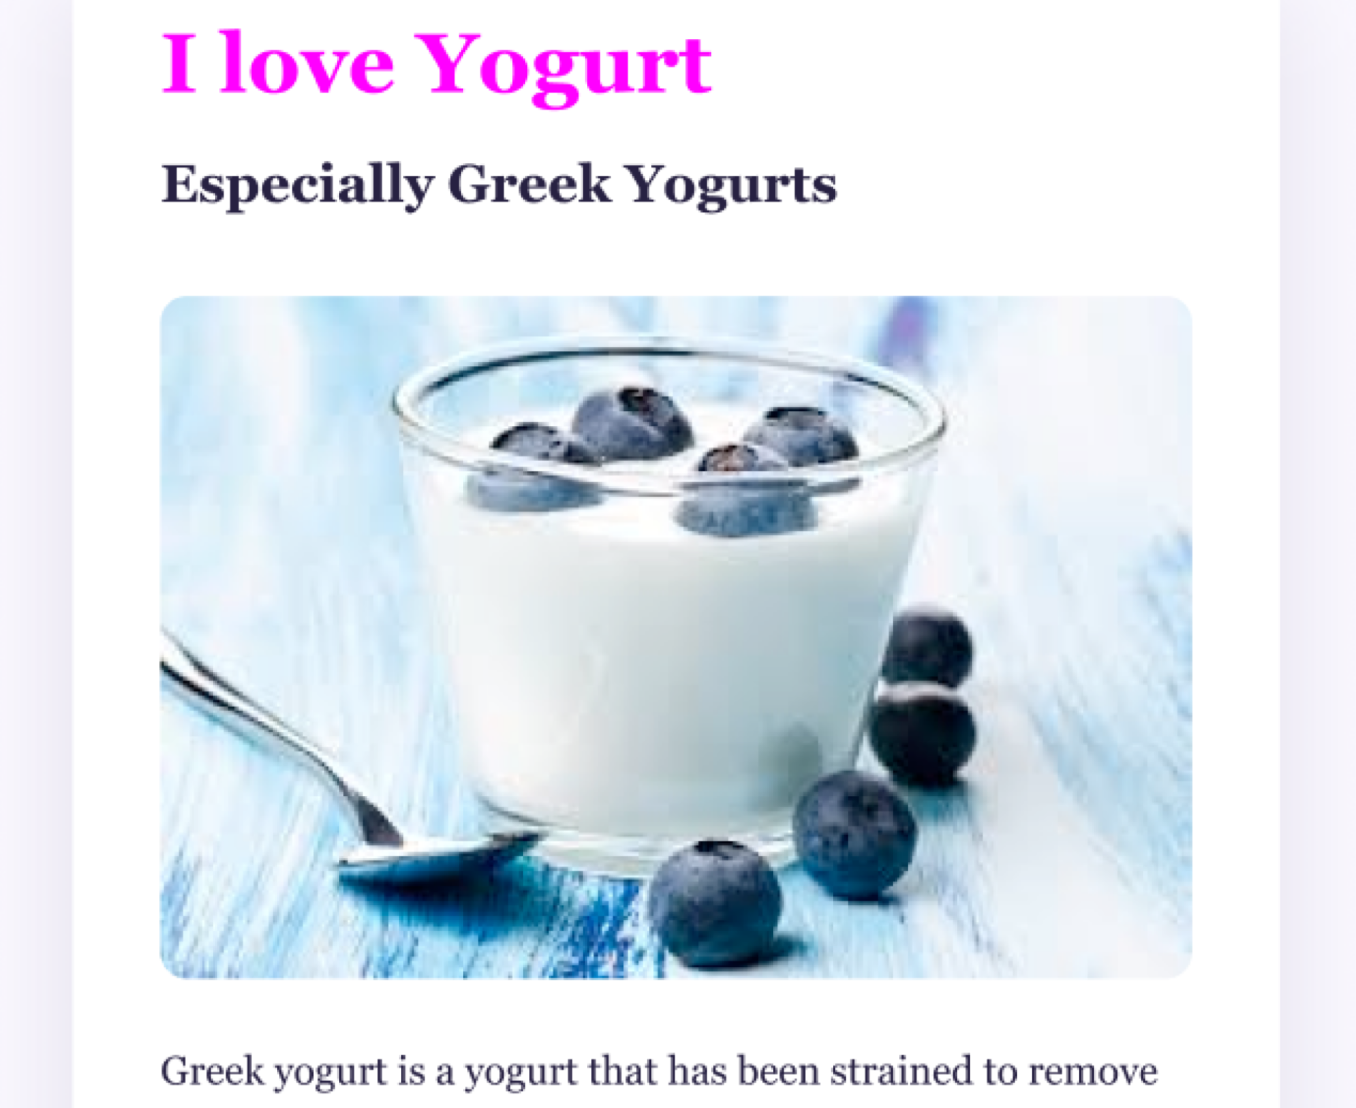 I love Yogurt
Especially Greek Yogurts
Greek yogurt is a yogurt that has been strained to remove